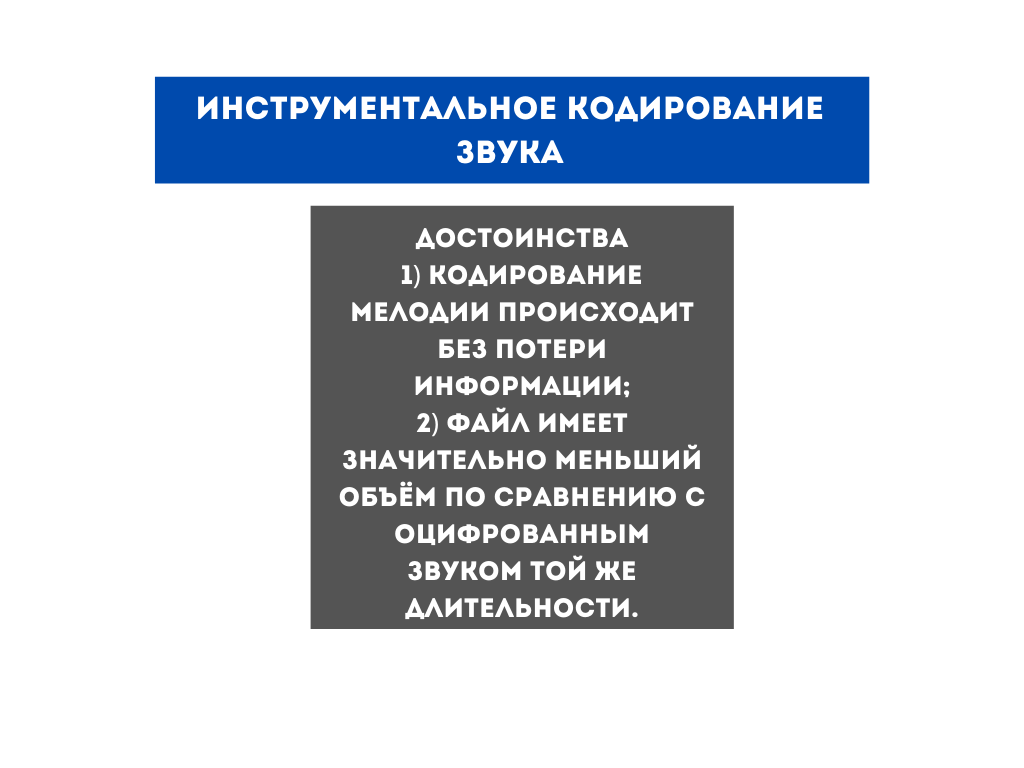 ИНСТРУМЕНТАЛЬНОЕ КОДИРОВАНИЕ
ЗВУКА
ДОСТОИНСТВА
1) КОДИРОВАНИЕ
МЕЛОДИИ ПРОИСХОДИТ
БЕЗ ПОТЕРИ
ИНФОРМАЦИИ;
2) ФАЙЛ ИМЕЕТ
ЗНАЧИТЕЛЬНО МЕНЬШИЙ
ОБЪЁМ ПО СРАВНЕНИЮ С
ОЦИФРОВАННЫМ
ЗВУКОМ ТОЙ ЖЕ
ДЛИТЕЛЬНОСТИ.